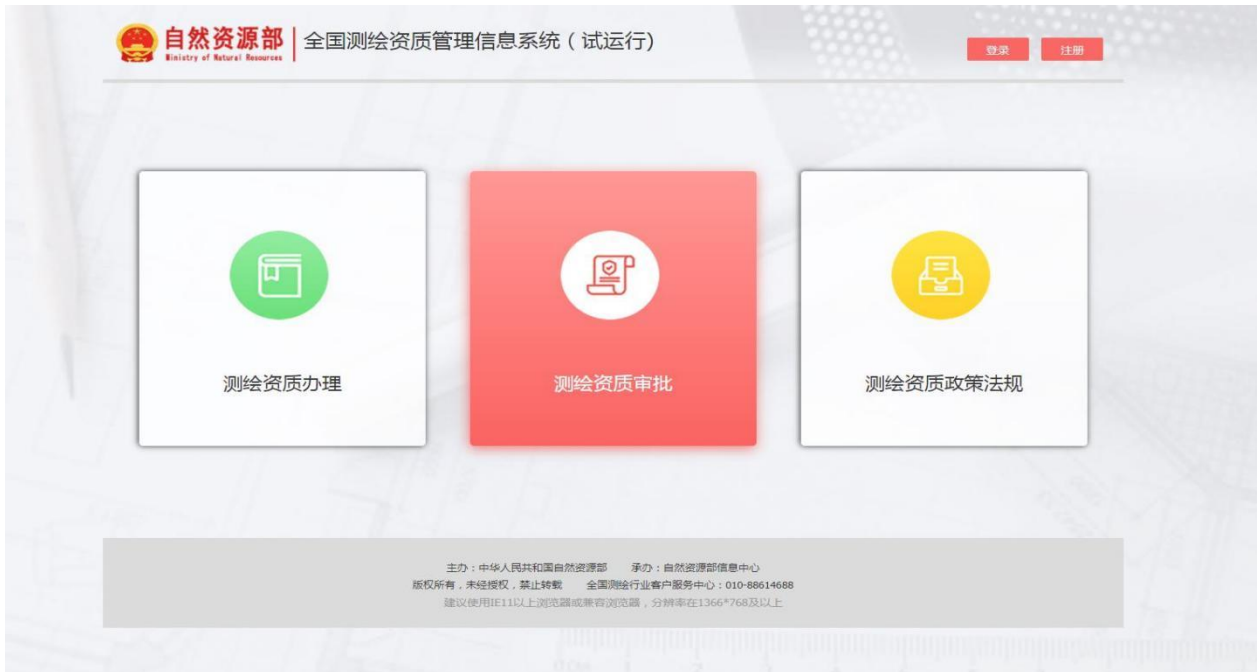 自然资源部
Ministry of Natural Resources
全国测绘资质管理信息系统（试运行)
登录
注册
测绘资质办理
测绘资质审批
测绘资质政策法规
主办：中华人民共和国自然资源部 承办：自然资源部信息中心
版权所有，未经授权，禁止转载 全国测绘行业客户服务中心：010-88614688
建议使用IE11以上浏览器或兼容浏览器，分辨率在1366*768及以上